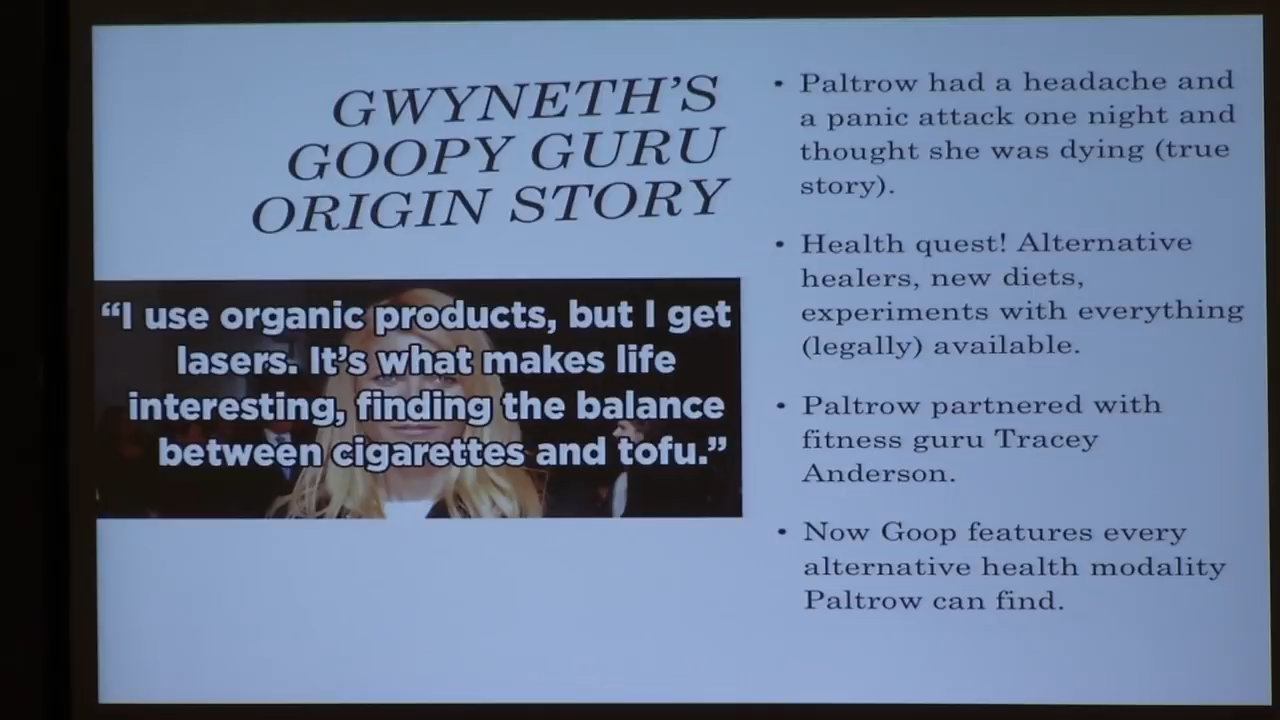 GWYNETH'S
GOOPY GURU
ORIGIN STORY
“I use organic products, but I get
lasers. It’s what makes life
interesting, finding the balance
between cigarettes and tofu.”
• Paltrow had a headache and
a panic attack one night and
thought she was dying (true
story).
• Health quest! Alternative
healers, new diets,
experiments with everything
(legally) available.
• Paltrow partnered with
fitness guru Tracey
Anderson.
• Now Goop features every
alternative health modality
Paltrow can find.